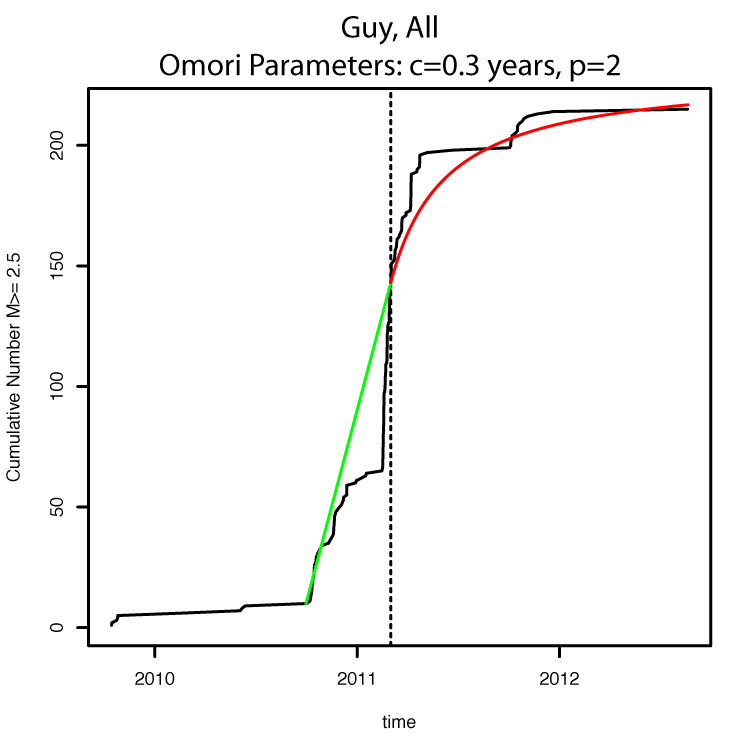 Guy, All
Omori Parameters: c=0.3 years, p=2
Cumulative Number M>= 2.5
200
150
100
50
0
2010 2011 2012
time